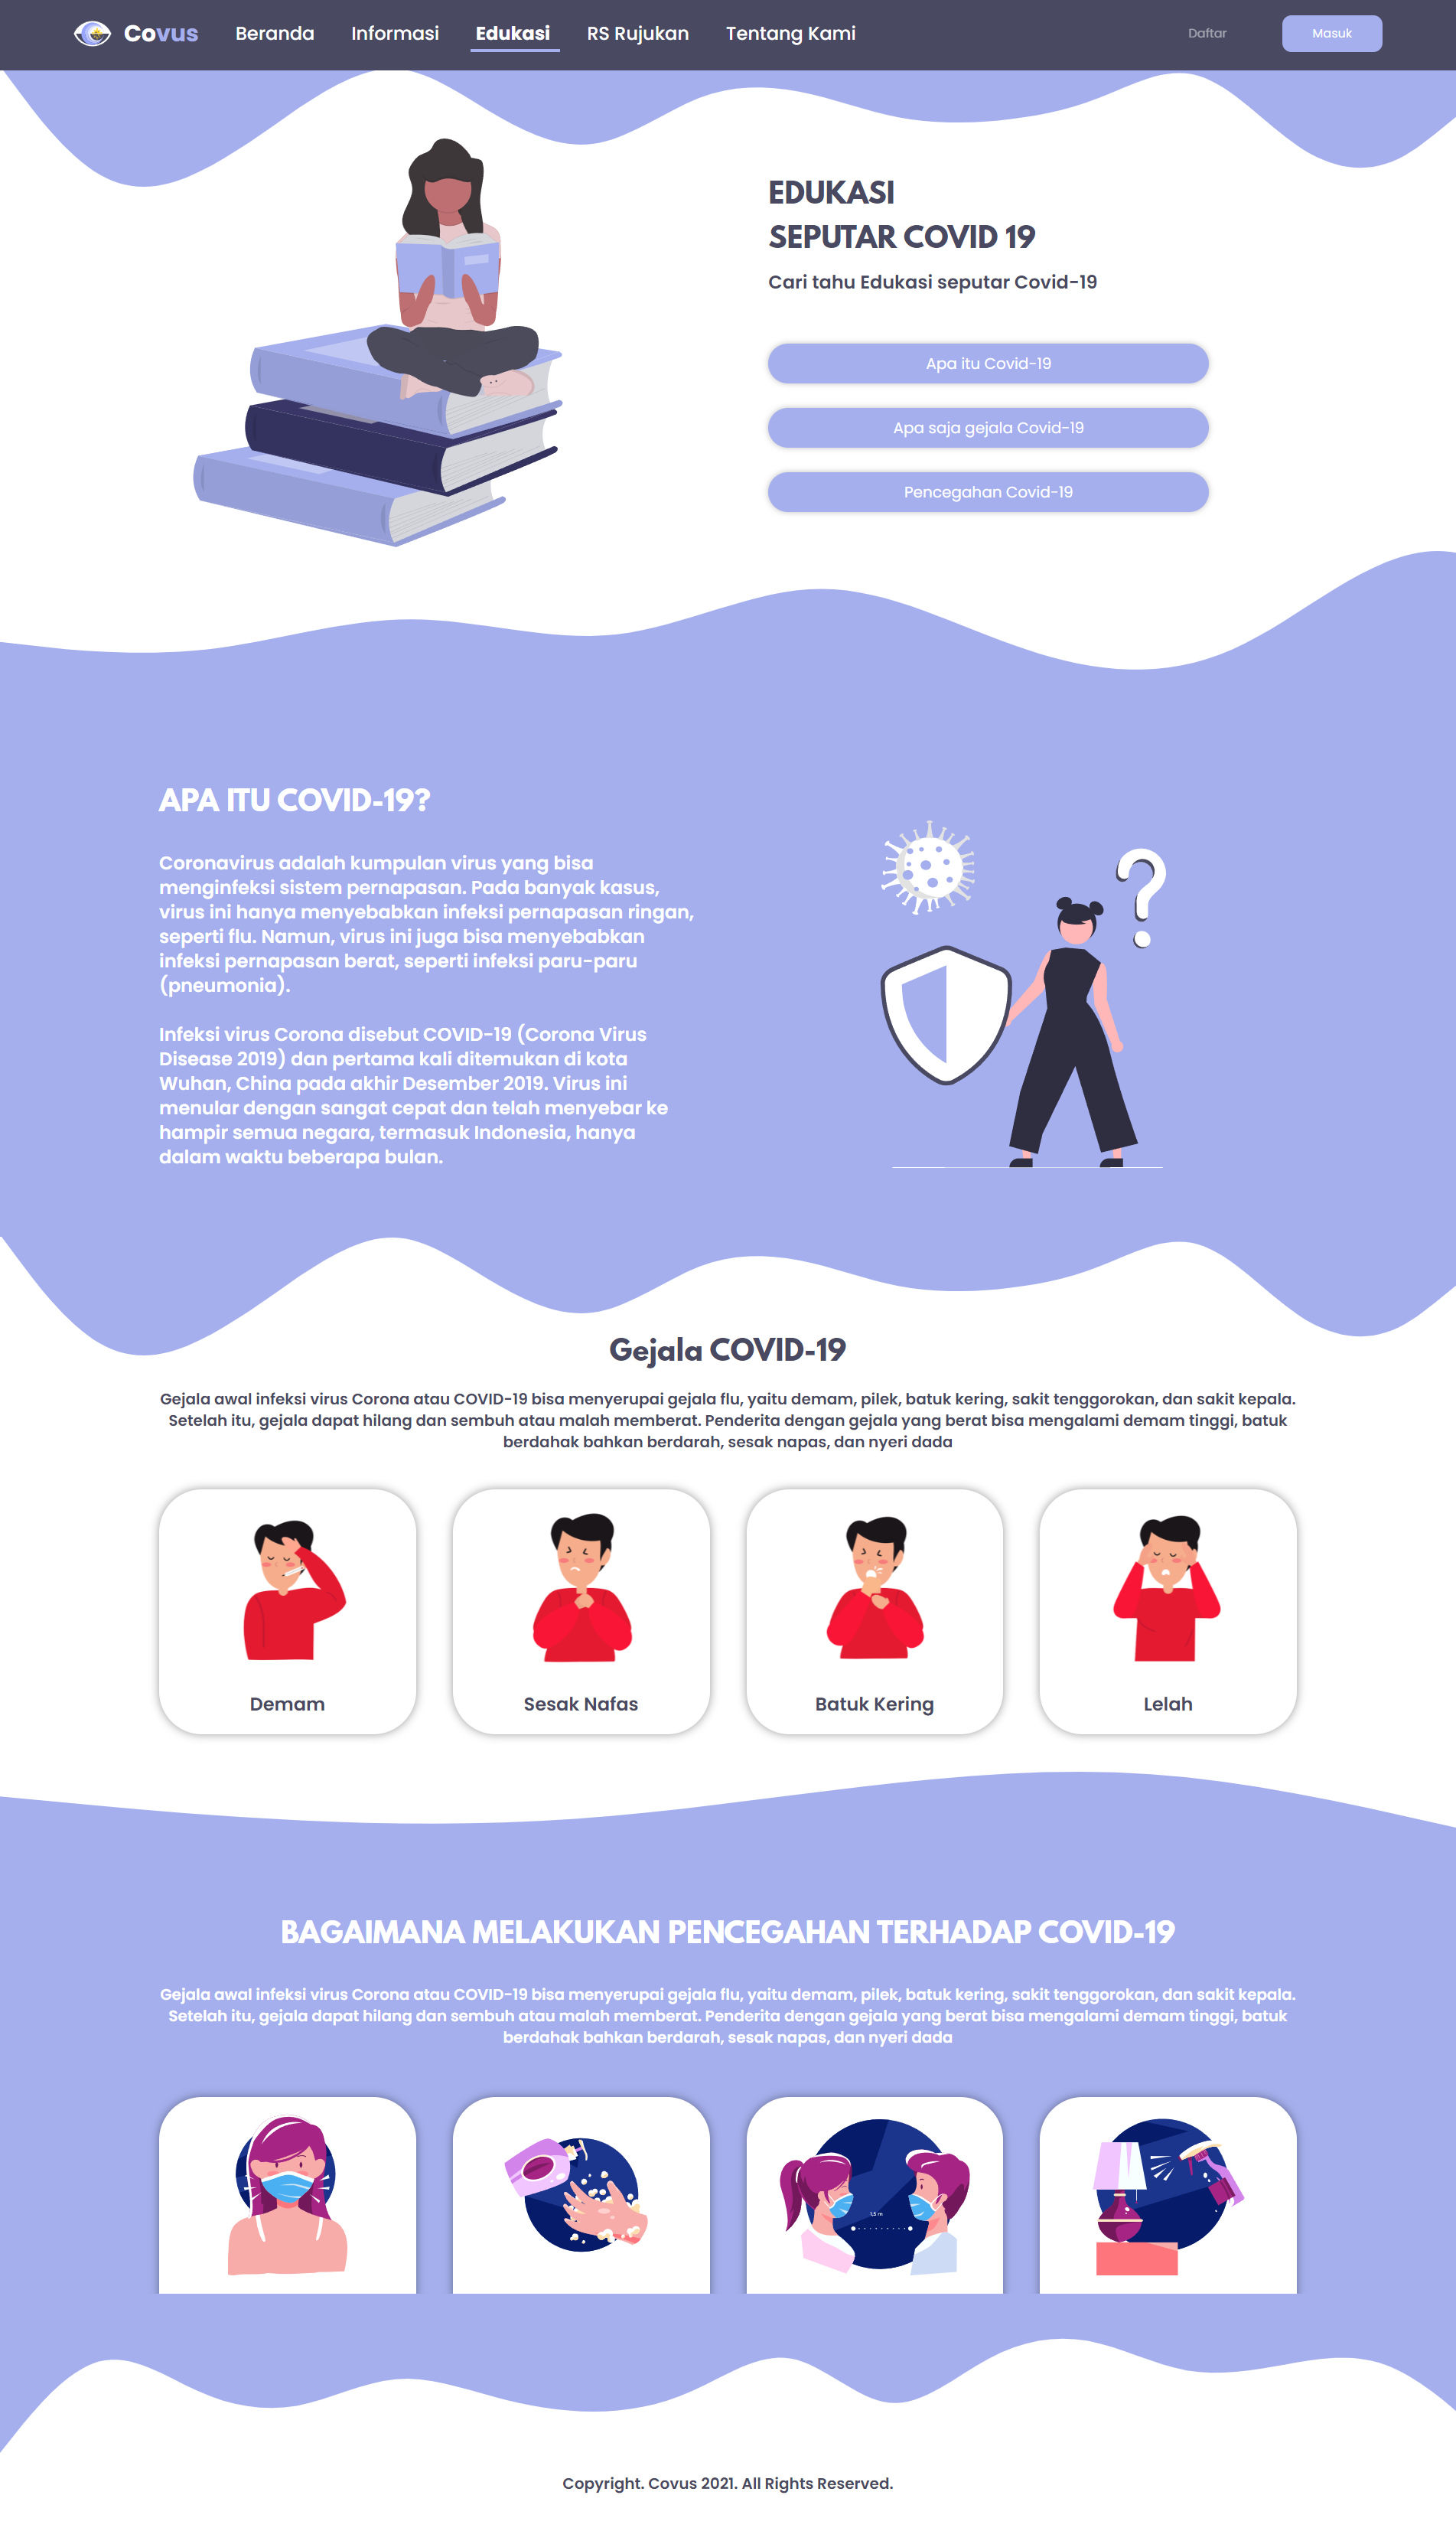 Covus Beranda Informasi Edukasi RS Rujukan Tentang Kami Daftar Masuk
EDUKASI
SEPUTAR COVID 19
Cari tahu Edukasi seputar Covid-19
Apa itu Covid-19
Apa saja gejala Covid-19
Pencegahan Covid-19
APA ITU COVID-19?
Coronavirus adalah kumpulan virus yang bisa
menginfeksi sistem pernapasan. Pada banyak kasus,
virus ini hanya menyebabkan infeksi pernapasan ringan,
seperti flu. Namun, virus ini juga bisa menyebabkan
infeksi pernapasan berat, seperti infeksi paru-paru
(pneumonia).
Infeksi virus Corona disebut COVID-19 (Corona Virus
Disease 2019) dan pertama kali ditemukan di kota
Wuhan, China pada akhir Desember 2019. Virus ini
menular dengan sangat cepat dan telah menyebar ke
hampir semua negara, termasuk Indonesia, hanya
dalam waktu beberapa bulan.
?
Gejala COVID-19
Gejala awal infeksi virus Corona atau COVID-19 bisa menyerupai gejala flu, yaitu demam, pilek, batuk kering, sakit tenggorokan, dan sakit kepala.
Setelah itu, gejala dapat hilang dan sembuh atau malah memberat. Penderita dengan gejala yang berat bisa mengalami demam tinggi, batuk
berdahak bahkan berdarah, sesak napas, dan nyeri dada
Demam
Sesak Nafas
Batuk Kering
Lelah
BAGAIMANA MELAKUKAN PENCEGAHAN TERHADAP COVID-19
Gejala awal infeksi virus Corona atau COVID-19 bisa menyerupai gejala flu, yaitu demam, pilek, batuk kering, sakit tenggorokan, dan sakit kepala.
Setelah itu, gejala dapat hilang dan sembuh atau malah memberat. Penderita dengan gejala yang berat bisa mengalami demam tinggi, batuk
berdahak bahkan berdarah, sesak napas, dan nyeri dada
1,5 m
Copyright. Covus 2021. All Rights Reserved.